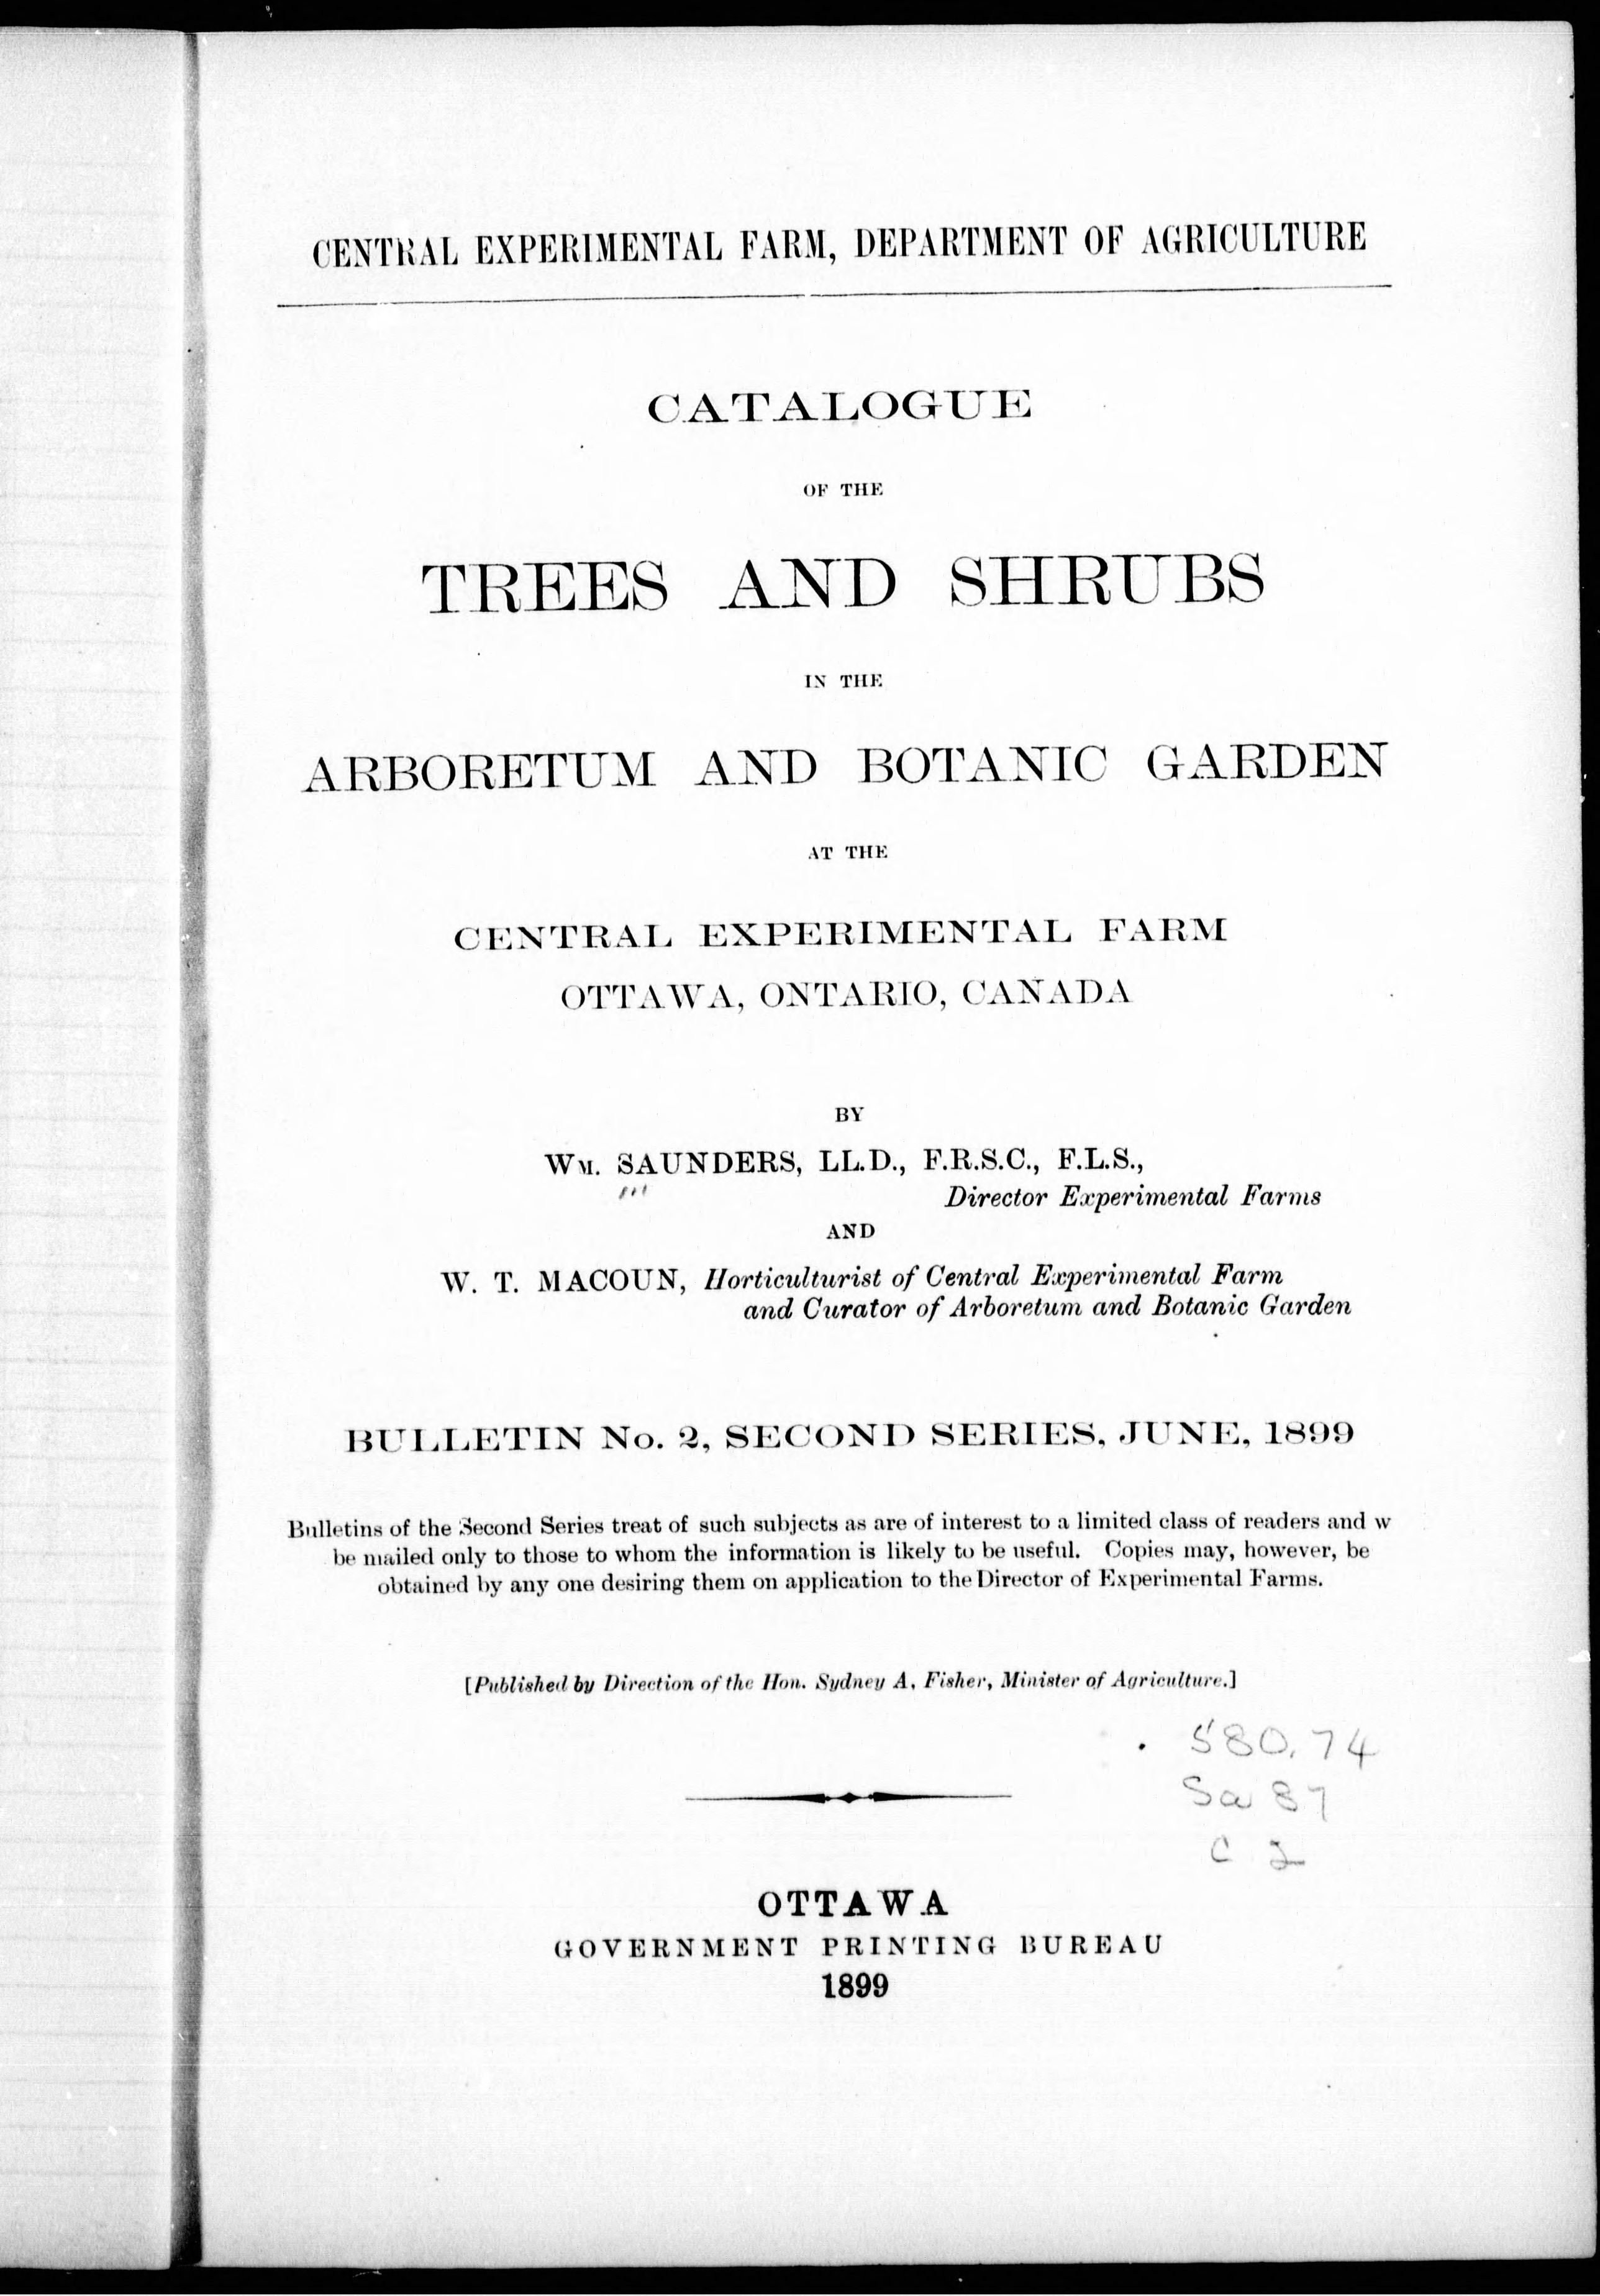 CENTRAL EXPERIMENTAL FARM, DEPARTMENT OF AGRICULTURE
CATALOGUE
OF THE
TREES AND SHRUBS
IN THE
ARBORETUM AND BOTANIC GARDEN
AT THE
CENTRAL EXPERIMENTAL FARM
OTTAWA, ONTARIO, CANADA
BY
WM. SAUNDERS, LL.D., F.R.S.C., F.L.S.,
Director Experimental Farms
AND
W. T. MACOUN, Horticulturist of Central Experimental Farm
and Curator of Arboretum and Botanic Garden
BULLETIN No. 2, SECOND SERIES, JUNE, 1899
Bulletins of the Second Series treat of such subjects as are of interest to a limited class of readers and w
be mailed only to those to whom the information is likely to be useful. Copies may, however, be
obtained by any one desiring them on application to the Director of Experimental Farms.
[Published by Direction of the Hon. Sydney A. Fisher, Minister of Agriculture.]
580.74
Sa 87
C 2
OTTAWA
GOVERNMENT PRINTING BUREAU
1899